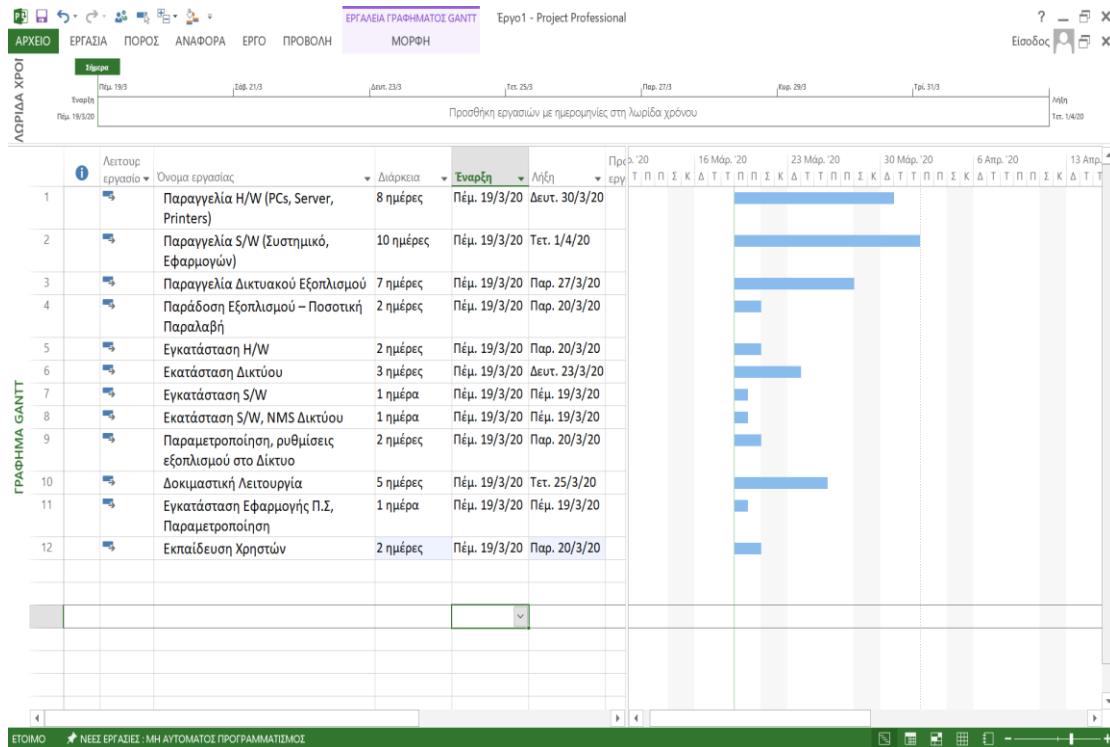 ΕΡΓΑΛΕΙΑ ΓΡΑΦΗΜΑΤΟΣ GANTT Έργο1 - Project Professional
ΑΡΧΕΙΟ ΕΡΓΑΣΙΑ ΠΟΡΟΣ ΑΝΑΦΟΡΑ ΕΡΓΟ ΠΡΟΒΟΛΗ ΜΟΡΦΗ Είσοδος
ΛΩΡΙΔΑ ΧΡΟΙ
Σήμερα
Πέμ. 19/3 Σάβ. 21/3 Δευτ. 23/3 Τετ. 25/3 Παρ. 27/3 Κυρ. 29/3 Τρί. 31/3
Έναρξη
Πέμ. 19/3/20
Προσθήκη εργασιών με ημερομηνίες στη λωρίδα χρόνου
Λήξη
Τετ. 1/4/20
Λειτουρ Προ . '20 16 Μάρ. '20 23 Μάρ. '20 30 Μάρ. '20 6 Απρ. '20 13 Απρ.
εργασίο Όνομα εργασίας Διάρκεια Έναρξη Λήξη εργ Τ Π Π Σ Κ Δ Τ Τ Π Π Σ Κ Δ Τ Τ Π Π Σ Κ Δ Τ Τ Π Π Σ Κ Δ Τ Τ Π Π Σ Κ Δ Τ Τ
1 Παραγγελία H/W (PCs, Server, 8 ημέρες Πέμ. 19/3/20 Δευτ. 30/3/20
Printers)
2 Παραγγελία S/W (Συστημικό, 10 ημέρες Πέμ. 19/3/20 Τετ. 1/4/20
Εφαρμογών)
3 Παραγγελία Δικτυακού Εξοπλισμού 7 ημέρες Πέμ. 19/3/20 Παρ. 27/3/20
4 Παράδοση Εξοπλισμού – Ποσοτική 2 ημέρες Πέμ. 19/3/20 Παρ. 20/3/20
Παραλαβή
5 Εγκατάσταση H/W 2 ημέρες Πέμ. 19/3/20 Παρ. 20/3/20
6 Εκατάσταση Δικτύου 3 ημέρες Πέμ. 19/3/20 Δευτ. 23/3/20
7 Εγκατάσταση S/W 1 ημέρα Πέμ. 19/3/20 Πέμ. 19/3/20
8 Εκατάσταση S/W, NMS Δικτύου 1 ημέρα Πέμ. 19/3/20 Πέμ. 19/3/20
9 Παραμετροποίηση, ρυθμίσεις 2 ημέρες Πέμ. 19/3/20 Παρ. 20/3/20
εξοπλισμού στο Δίκτυο
10 Δοκιμαστική Λειτουργία 5 ημέρες Πέμ. 19/3/20 Τετ. 25/3/20
11 Εγκατάσταση Εφαρμογής Π.Σ, 1 ημέρα Πέμ. 19/3/20 Πέμ. 19/3/20
Παραμετροποίηση
12 Εκπαίδευση Χρηστών 2 ημέρες Πέμ. 19/3/20 Παρ. 20/3/20
ΓΡΑΦΗΜΑ GANTT
ΕΤΟΙΜΟ ΝΕΕΣ ΕΡΓΑΣΙΕΣ : ΜΗ ΑΥΤΟΜΑΤΟΣ ΠΡΟΓΡΑΜΜΑΤΙΣΜΟΣ